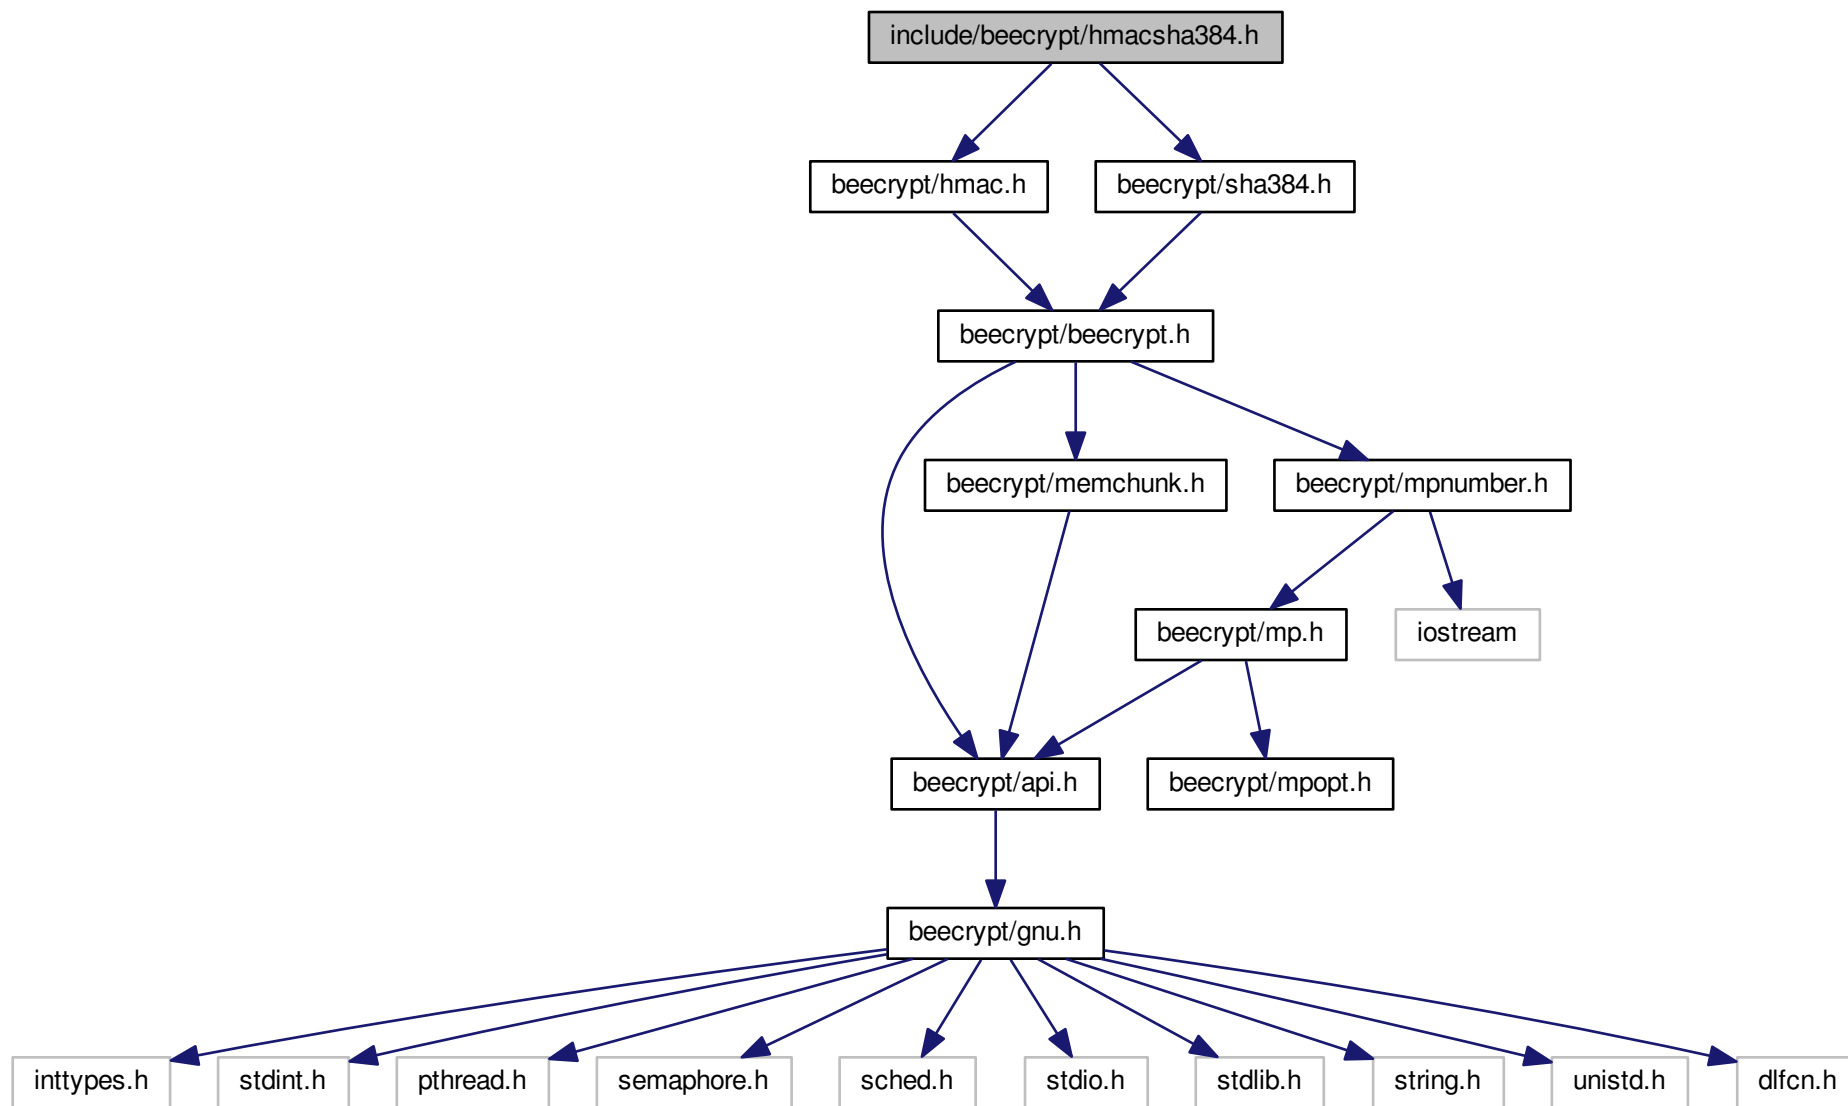 include/beecrypt/hmacsha384.h
beecrypt/hmac.h
beecrypt/sha384.h
beecrypt/beecrypt.h
beecrypt/memchunk.h
beecrypt/mpnumber.h
beecrypt/mp.h
iostream
beecrypt/api.h
beecrypt/mpopt.h
beecrypt/gnu.h
inttypes.h
stdint.h
pthread.h
semaphore.h
sched.h
stdio.h
stdlib.h
string.h
unistd.h
dlfcn.h